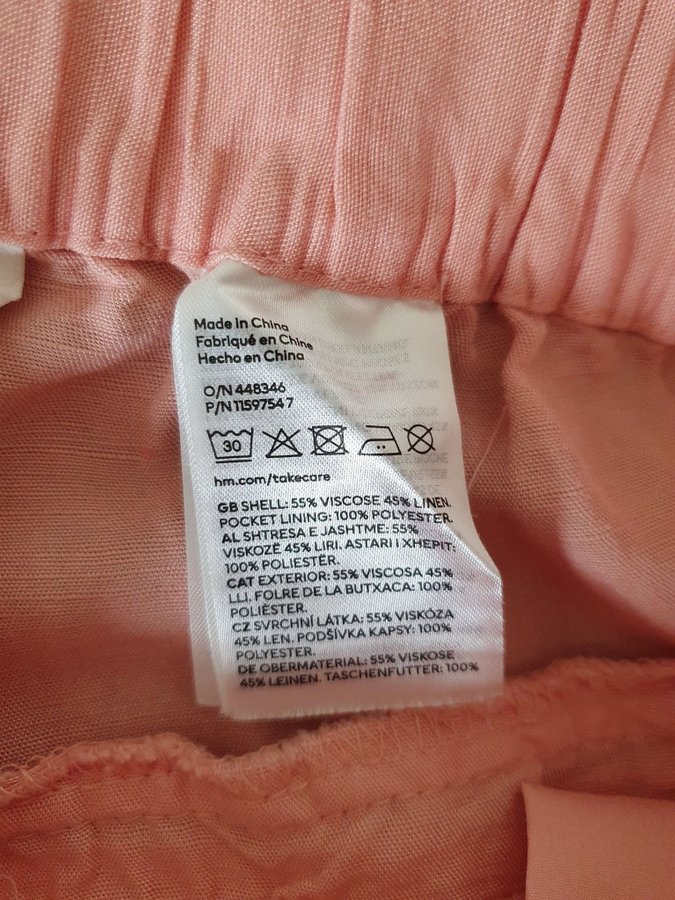 Made in China
Fabriqué en Chine
Hecho en China
O/N 448346
P/N 11597547
30
hm.com/takecare
GB SHELL: 55% VISCOSE 45% LINEN.
POCKET LINING: 100% POLYESTER.
AL SHTRESA E JASHTME: 55%
VISKOZË 45% LIRI. ASTARI I XHEPIT:
100% POLIESTËR.
CAT EXTERIOR: 55% VISCOSA 45%
LLI. FOLRE DE LA BUTXACA: 100%
POLIÈSTER.
CZ SVRCHNÍ LÁTKA: 55% VISKÓZA
45% LEN. PODŠÍVKA KAPSY: 100%
POLYESTER.
DE OBERMATERIAL: 55% VISKOSE
45% LEINEN. TASCHENFUTTER: 100%